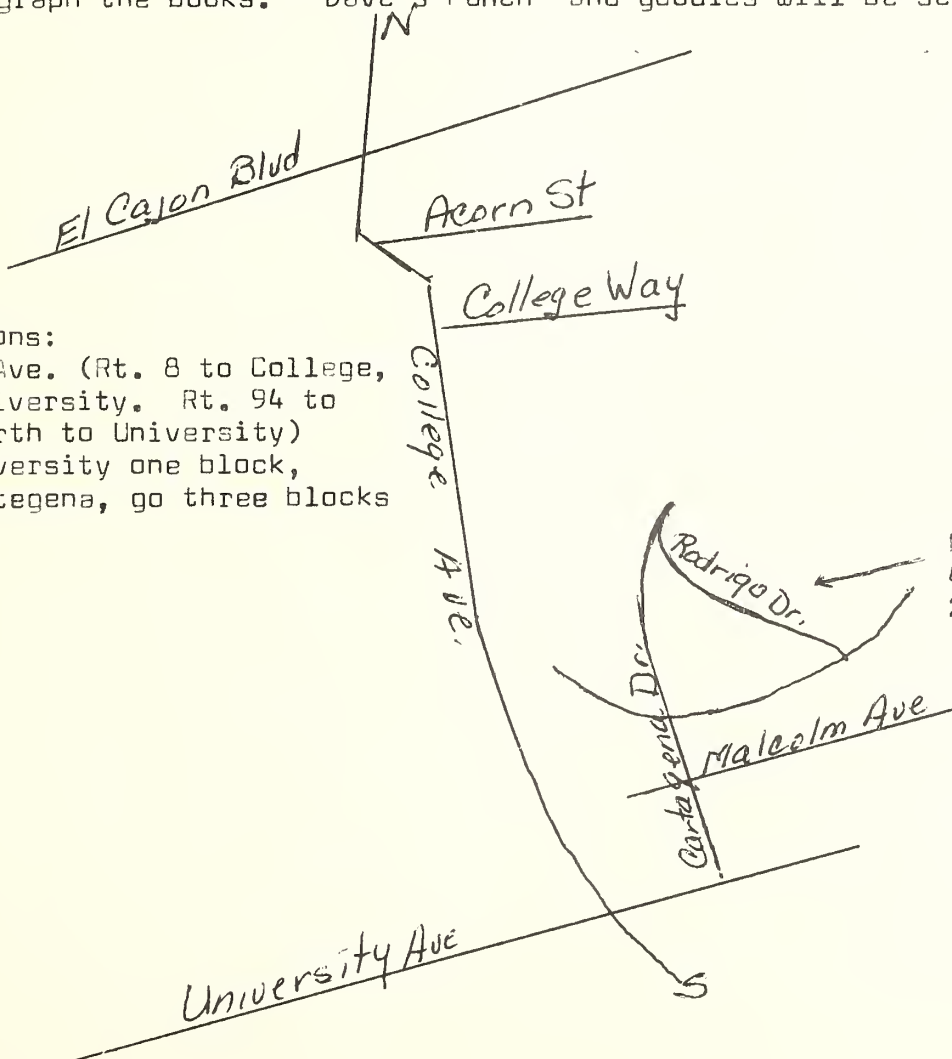 graph the books. "Dave's Punch" and goodies will be se
N
El Cajon Blvd
Acorn St
College Way
ons:
Ave. (Rt. 8 to College,
iversity. Rt. 94 to
rth to University)
versity one block,
tegena, go three blocks
College Ave.
Rodrigo Dr.
Cartagena Dr.
Malcolm Ave
University Ave
S